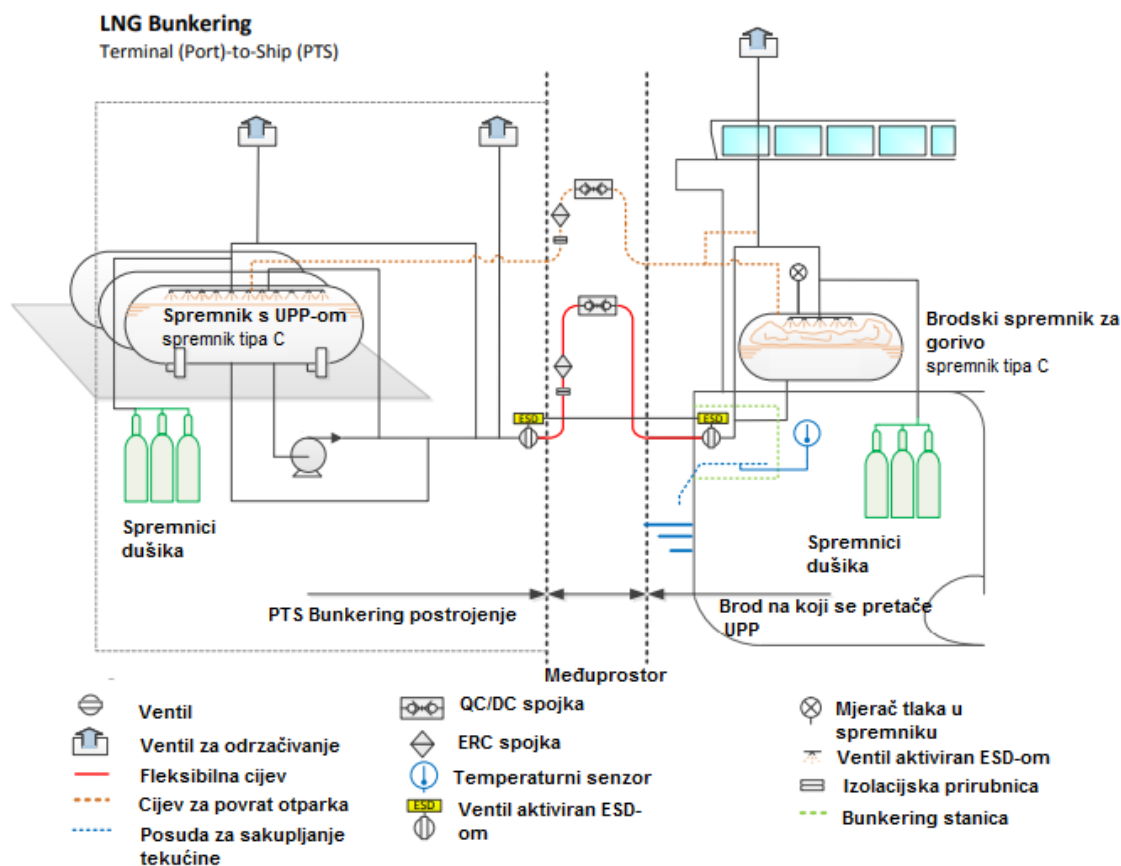 LNG Bunkering
Terminal (Port)-to-Ship (PTS)
Spremnik s UPP-om
spremnik tipa C
Brodski spremnik za
gorivo
spremnik tipa C
ESD
ESD
Spremnici
dušika
Spremnici
dušika
PTS Bunkering postrojenje
Brod na koji se pretače
UPP
Međuprostor
Ventil
Ventil za odrzačivanje
Fleksibilna cijev
Cijev za povrat otparka
Posuda za sakupljanje
tekućine
QC/DC spojka
ERC spojka
Temperaturni senzor
ESD
Ventil aktiviran ESD-
om
Mjerač tlaka u
spremniku
Ventil aktiviran ESD-om
Izolacijska prirubnica
Bunkering stanica